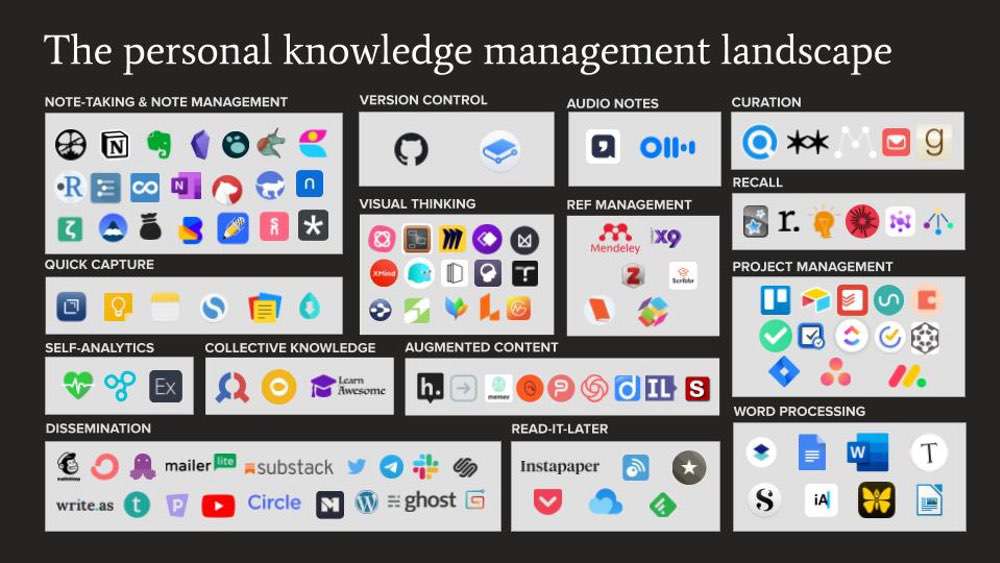 The personal knowledge management landscape
NOTE-TAKING & NOTE MANAGEMENT
VERSION CONTROL
AUDIO NOTES
CURATION
g
RECALL
r.
VISUAL THINKING
XMind
REF MANAGEMENT
Mendeley
X9
Z
Scribbr
QUICK CAPTURE
PROJECT MANAGEMENT
SELF-ANALYTICS
Ex
COLLECTIVE KNOWLEDGE
Learn
Awesome
AUGMENTED CONTENT
h.
memex
IL
S
DISSEMINATION
mailer lite
substack
write.as
t
Circle
M
ghost
READ-IT-LATER
Instapaper
WORD PROCESSING
W
T
S
iA
R
N